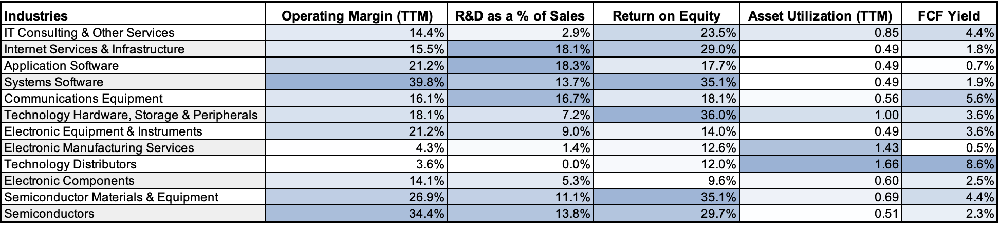 Industries Operating Margin (TTM) R&D as a % of Sales Return on Equity Asset Utilization (TTM) FCF Yield
IT Consulting & Other Services 14.4% 2.9% 23.5% 0.85 4.4%
Internet Services & Infrastructure 15.5% 18.1% 29.0% 0.49 1.8%
Application Software 21.2% 18.3% 17.7% 0.49 0.7%
Systems Software 39.8% 13.7% 35.1% 0.49 1.9%
Communications Equipment 16.1% 16.7% 18.1% 0.56 5.6%
Technology Hardware, Storage & Peripherals 18.1% 7.2% 36.0% 1.00 3.6%
Electronic Equipment & Instruments 21.2% 9.0% 14.0% 0.49 3.6%
Electronic Manufacturing Services 4.3% 1.4% 12.6% 1.43 0.5%
Technology Distributors 3.6% 0.0% 12.0% 1.66 8.6%
Electronic Components 14.1% 5.3% 9.6% 0.60 2.5%
Semiconductor Materials & Equipment 26.9% 11.1% 35.1% 0.69 4.4%
Semiconductors 34.4% 13.8% 29.7% 0.51 2.3%